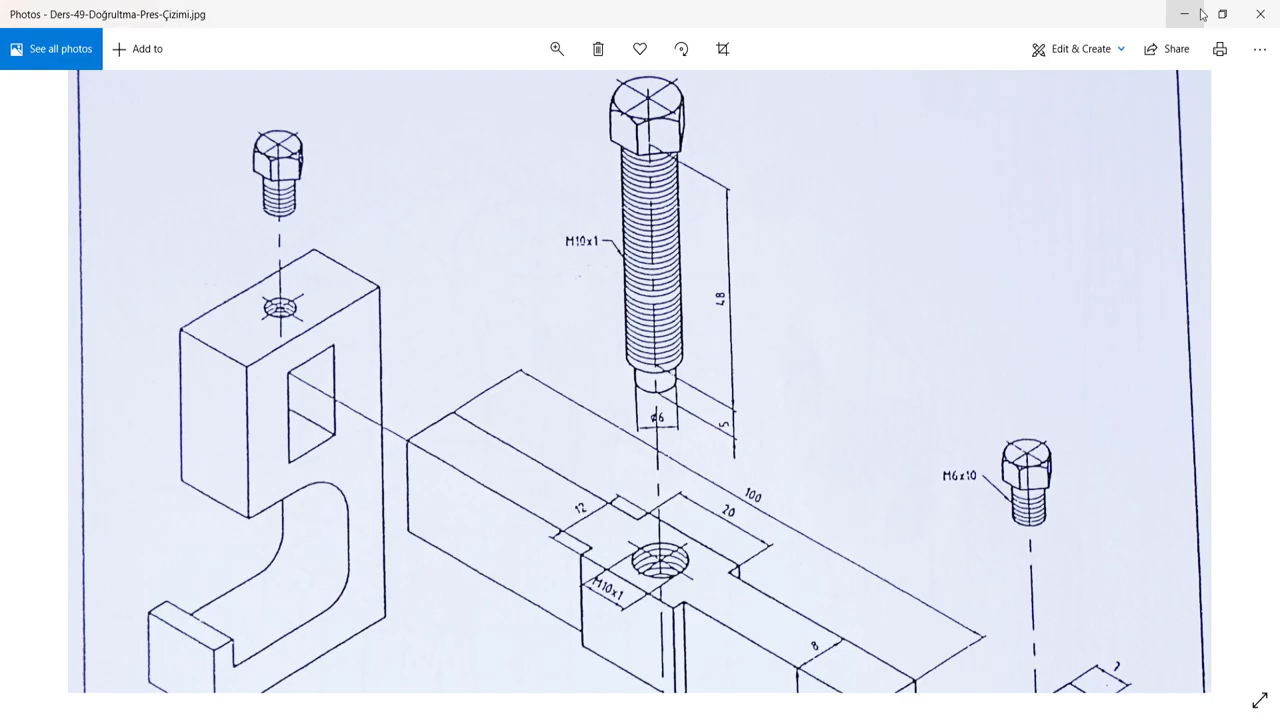 Photos - Ders-49-Doğrultma-Pres-Çizimi.jpg
See all photos
Add to
Edit & Create
Share
M10x1
48
⌀6
5
100
20
12
M10x1
M6x10
8
7